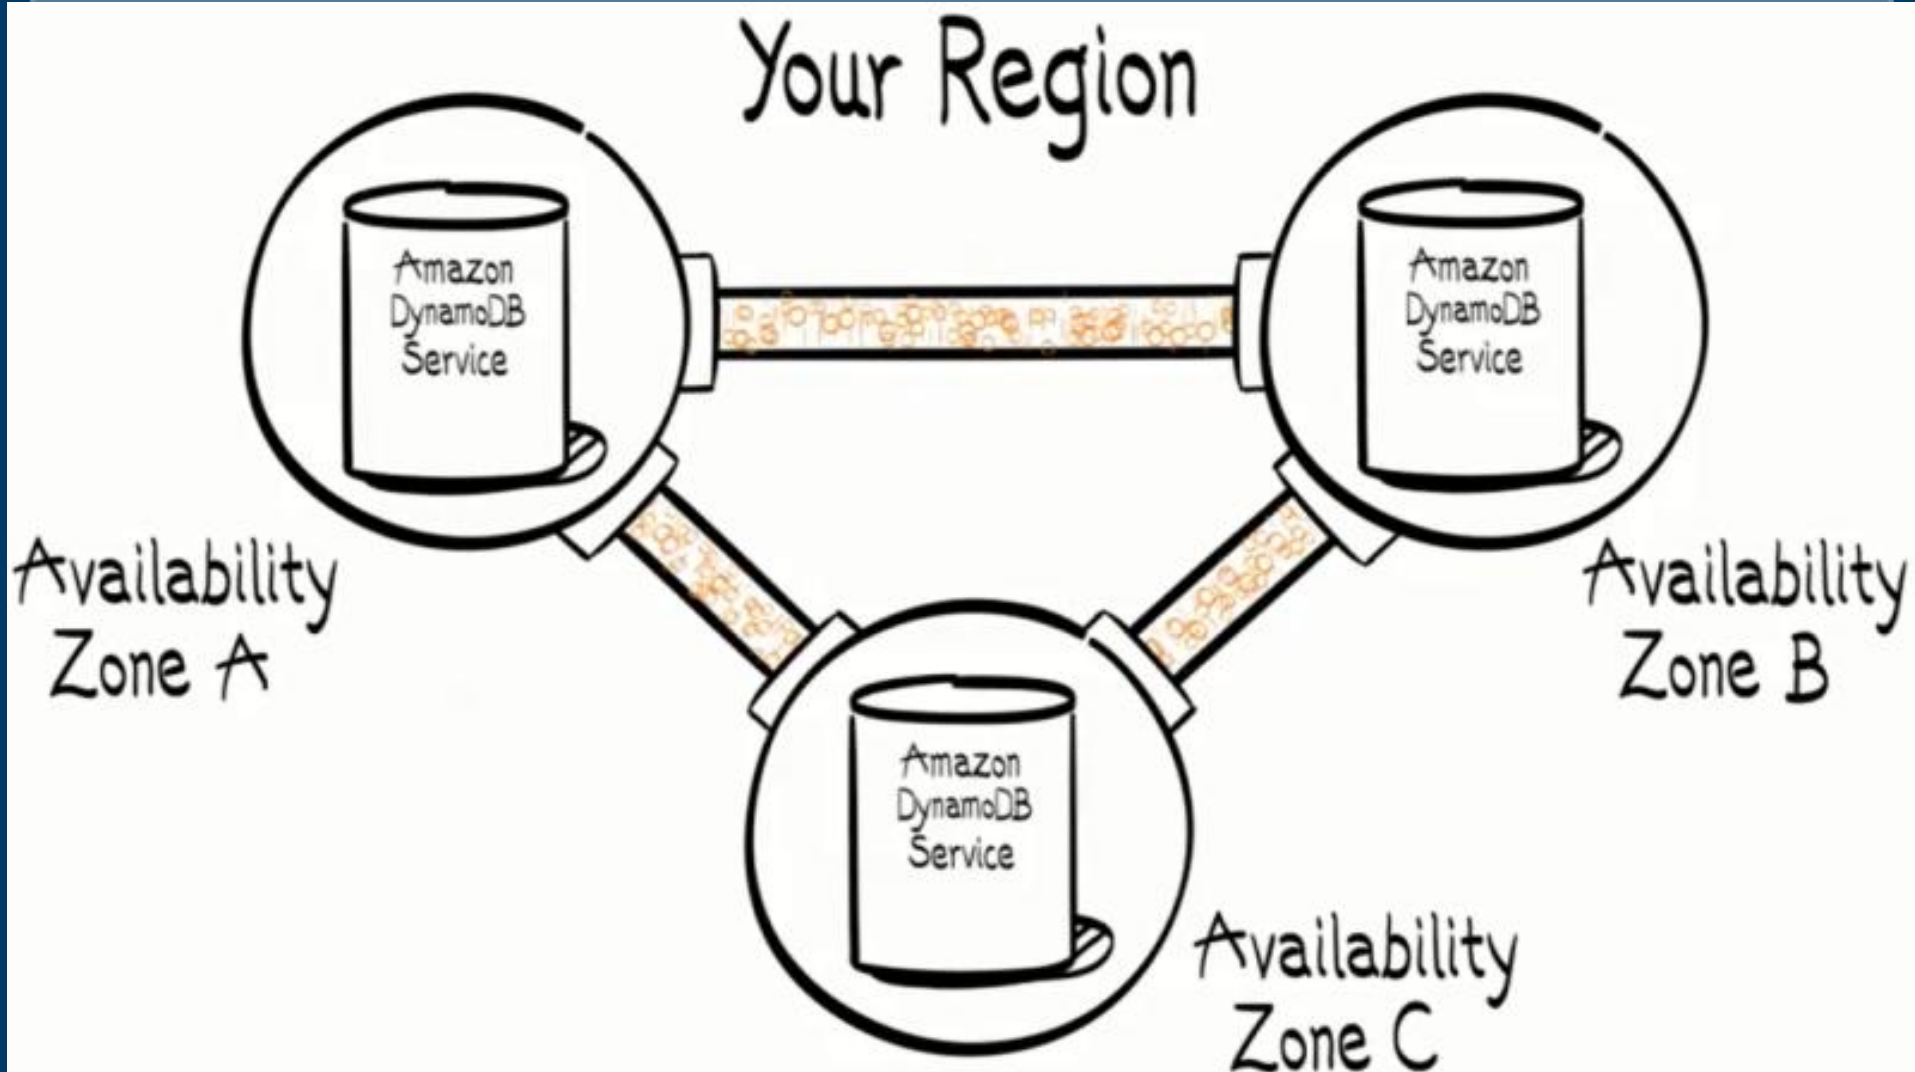 Your Region
Amazon
DynamoDB
Service
Amazon
DynamoDB
Service
Availability
Zone A
Availability
Zone B
Amazon
DynamoDB
Service
Availability
Zone C